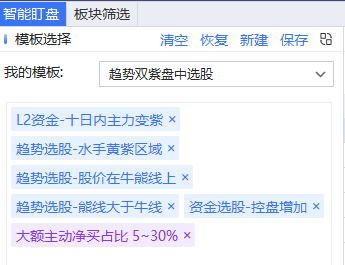 智能盯盘 板块筛选
模板选择 清空 恢复 新建 保存
我的模板: 趋势双紫盘中选股
L2资金-十日内主力变紫 ×
趋势选股-水手黄紫区域 ×
趋势选股-股价在牛熊线上 ×
趋势选股-熊线大于牛线 × 资金选股-控盘增加 ×
大额主动净买占比 5~30% ×